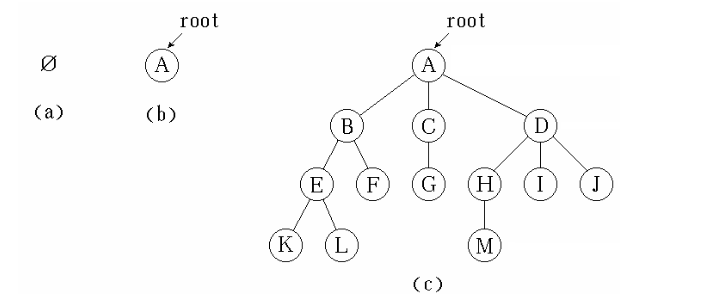 root root
∅ A A
(a) (b) B C D
E F G H I J
K L M
(c)